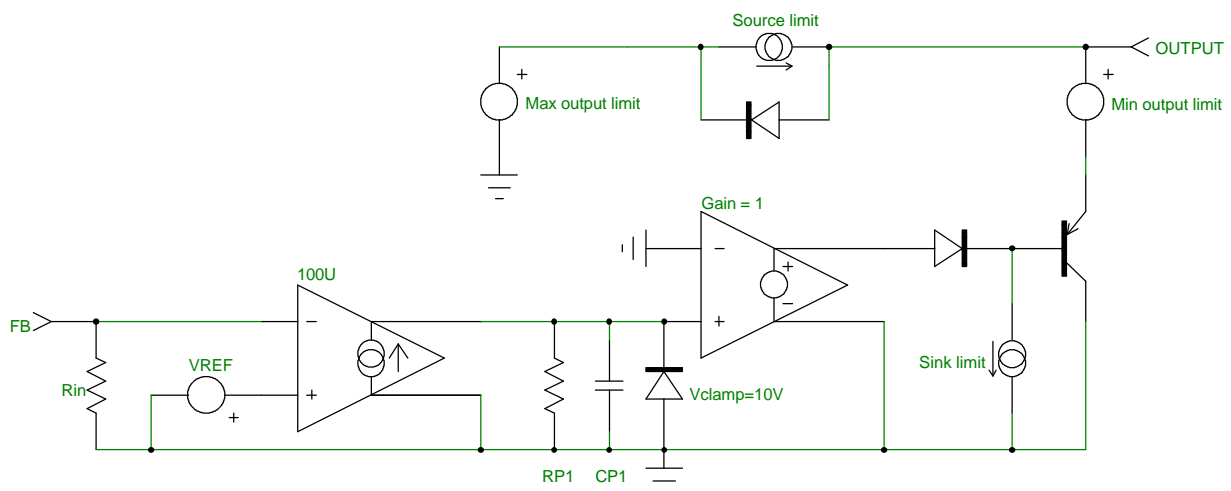 Source limit
OUTPUT
+
Max output limit
+
Min output limit
Gain = 1
−
+
−
100U
FB
−
VREF
+
Rin
+
+
Sink limit
Vclamp=10V
RP1
CP1